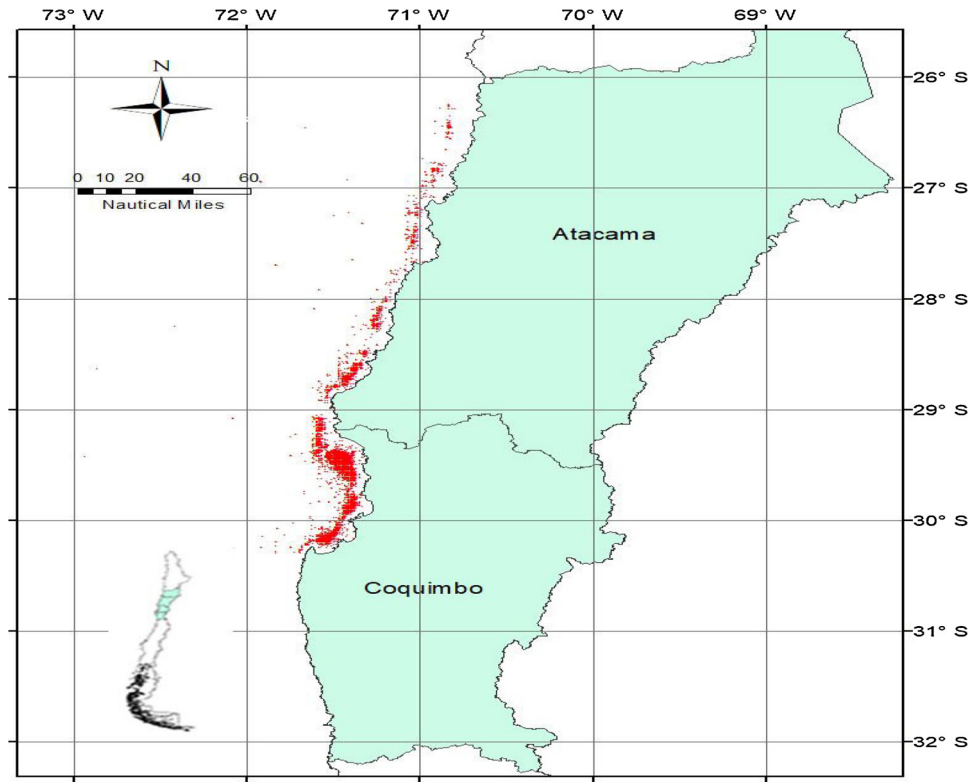 73° W 72° W 71° W 70° W 69° W
N
26° S
0 10 20 40 60
Nautical Miles
27° S
Atacama
28° S
29° S
30° S
Coquimbo
31° S
32° S